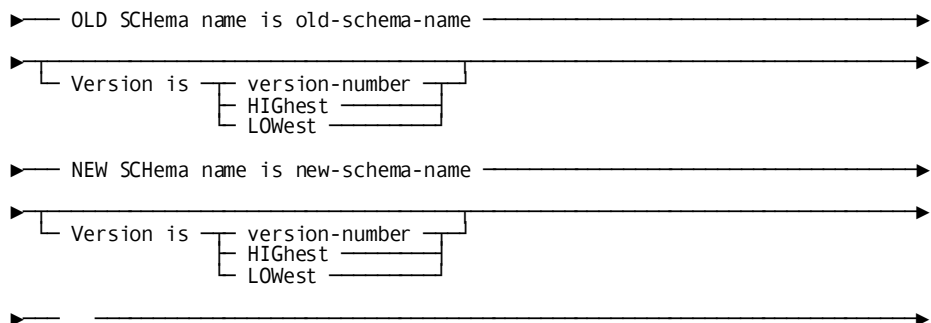 OLD SCHema name is old-schema-name
Version is version-number
HIGhest
LOWest
NEW SCHema name is new-schema-name
Version is version-number
HIGhest
LOWest